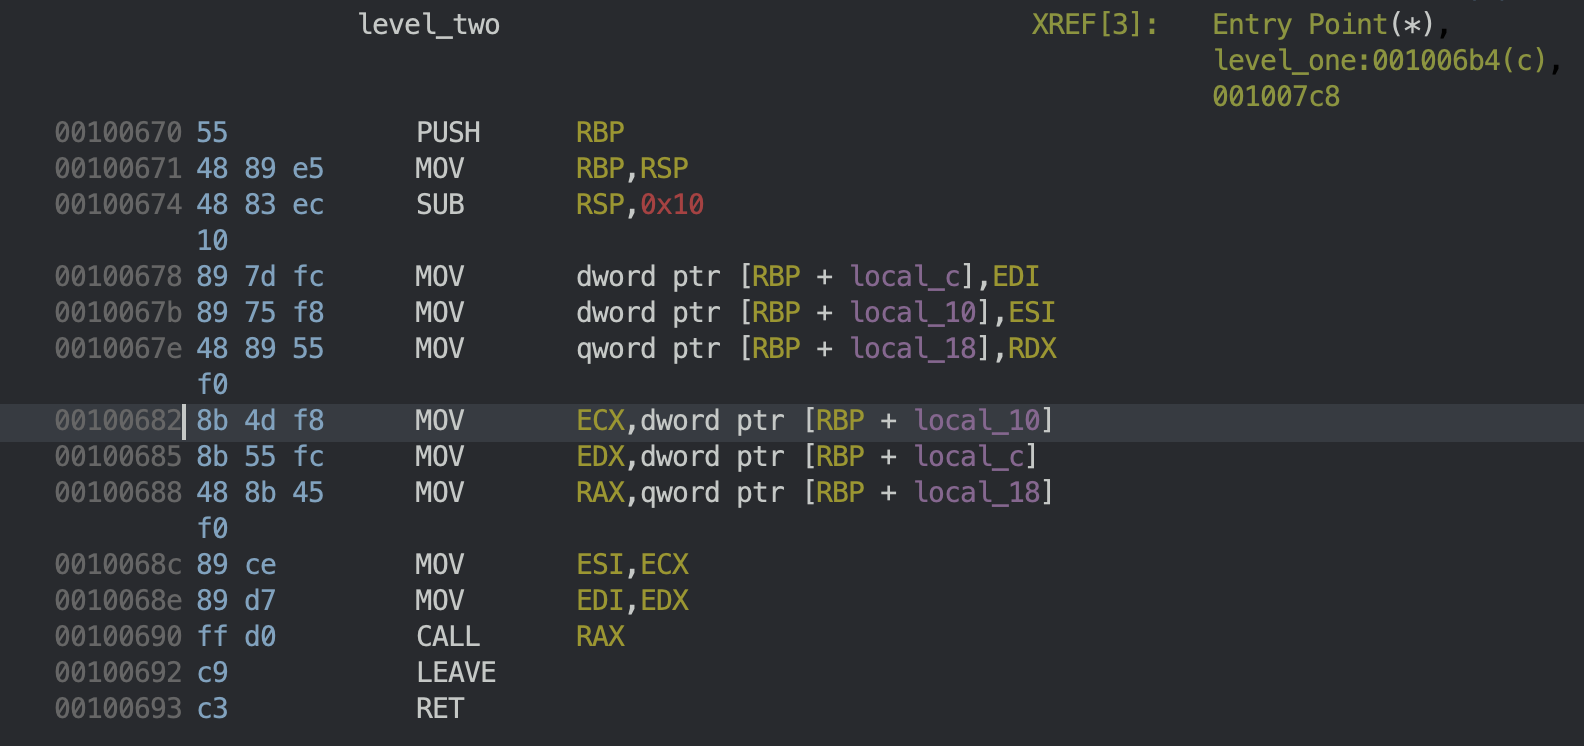 level_two XREF[3]: Entry Point(*),
level_one:001006b4(c),
001007c8
00100670 55 PUSH RBP
00100671 48 89 e5 MOV RBP,RSP
00100674 48 83 ec SUB RSP,0x10
10
00100678 89 7d fc MOV dword ptr [RBP + local_c],EDI
0010067b 89 75 f8 MOV dword ptr [RBP + local_10],ESI
0010067e 48 89 55 MOV qword ptr [RBP + local_18],RDX
f0
00100682 8b 4d f8 MOV ECX,dword ptr [RBP + local_10]
00100685 8b 55 fc MOV EDX,dword ptr [RBP + local_c]
00100688 48 8b 45 MOV RAX,qword ptr [RBP + local_18]
f0
0010068c 89 ce MOV ESI,ECX
0010068e 89 d7 MOV EDI,EDX
00100690 ff d0 CALL RAX
00100692 c9 LEAVE
00100693 c3 RET